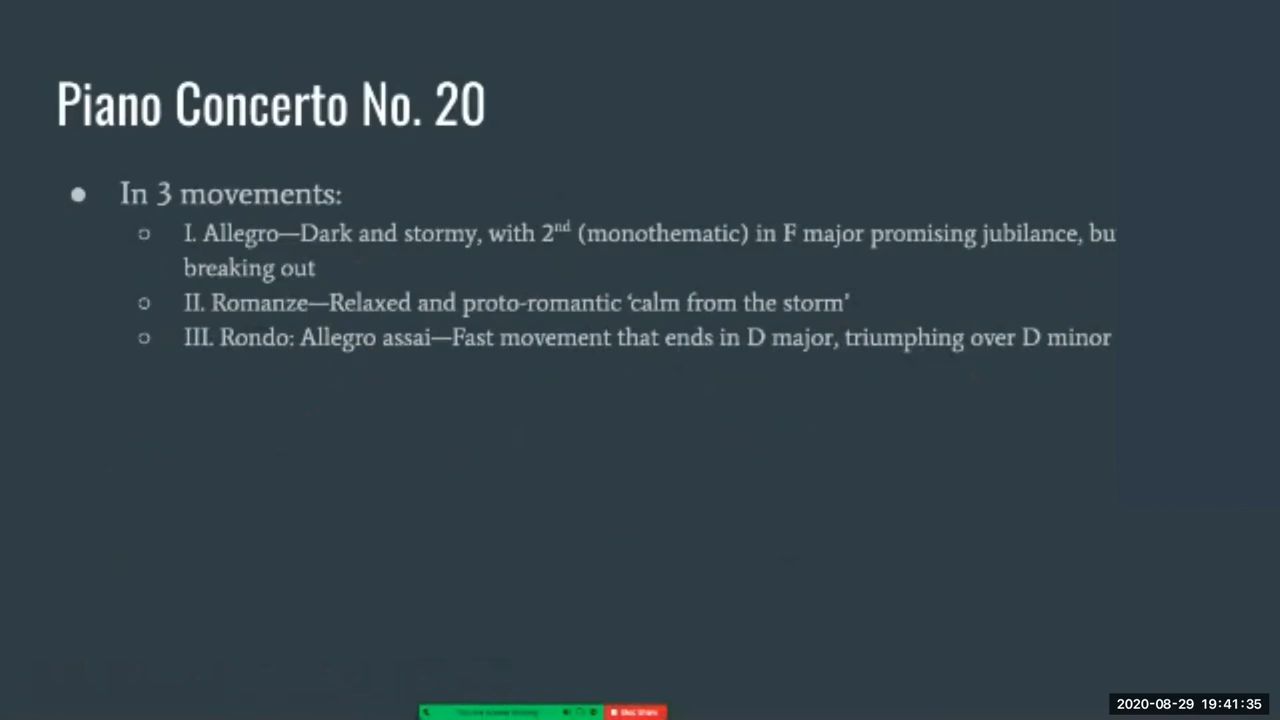 Piano Concerto No. 20
● In 3 movements:
○ I. Allegro—Dark and stormy, with 2nd (monothematic) in F major promising jubilance, bu
breaking out
○ II. Romanze—Relaxed and proto-romantic ‘calm from the storm’
○ III. Rondo: Allegro assai—Fast movement that ends in D major, triumphing over D minor
Stop Share
2020-08-29 19:41:35